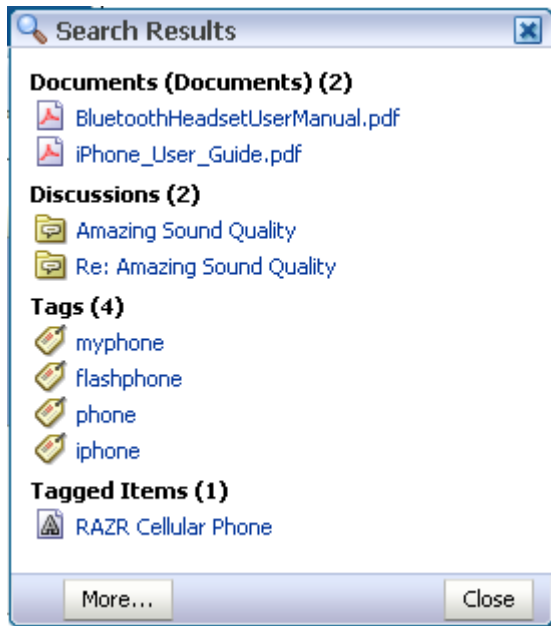 Search Results
Documents (Documents) (2)
BluetoothHeadsetUserManual.pdf
iPhone_User_Guide.pdf
Discussions (2)
Amazing Sound Quality
Re: Amazing Sound Quality
Tags (4)
myphone
flashphone
phone
iphone
Tagged Items (1)
RAZR Cellular Phone
More... Close